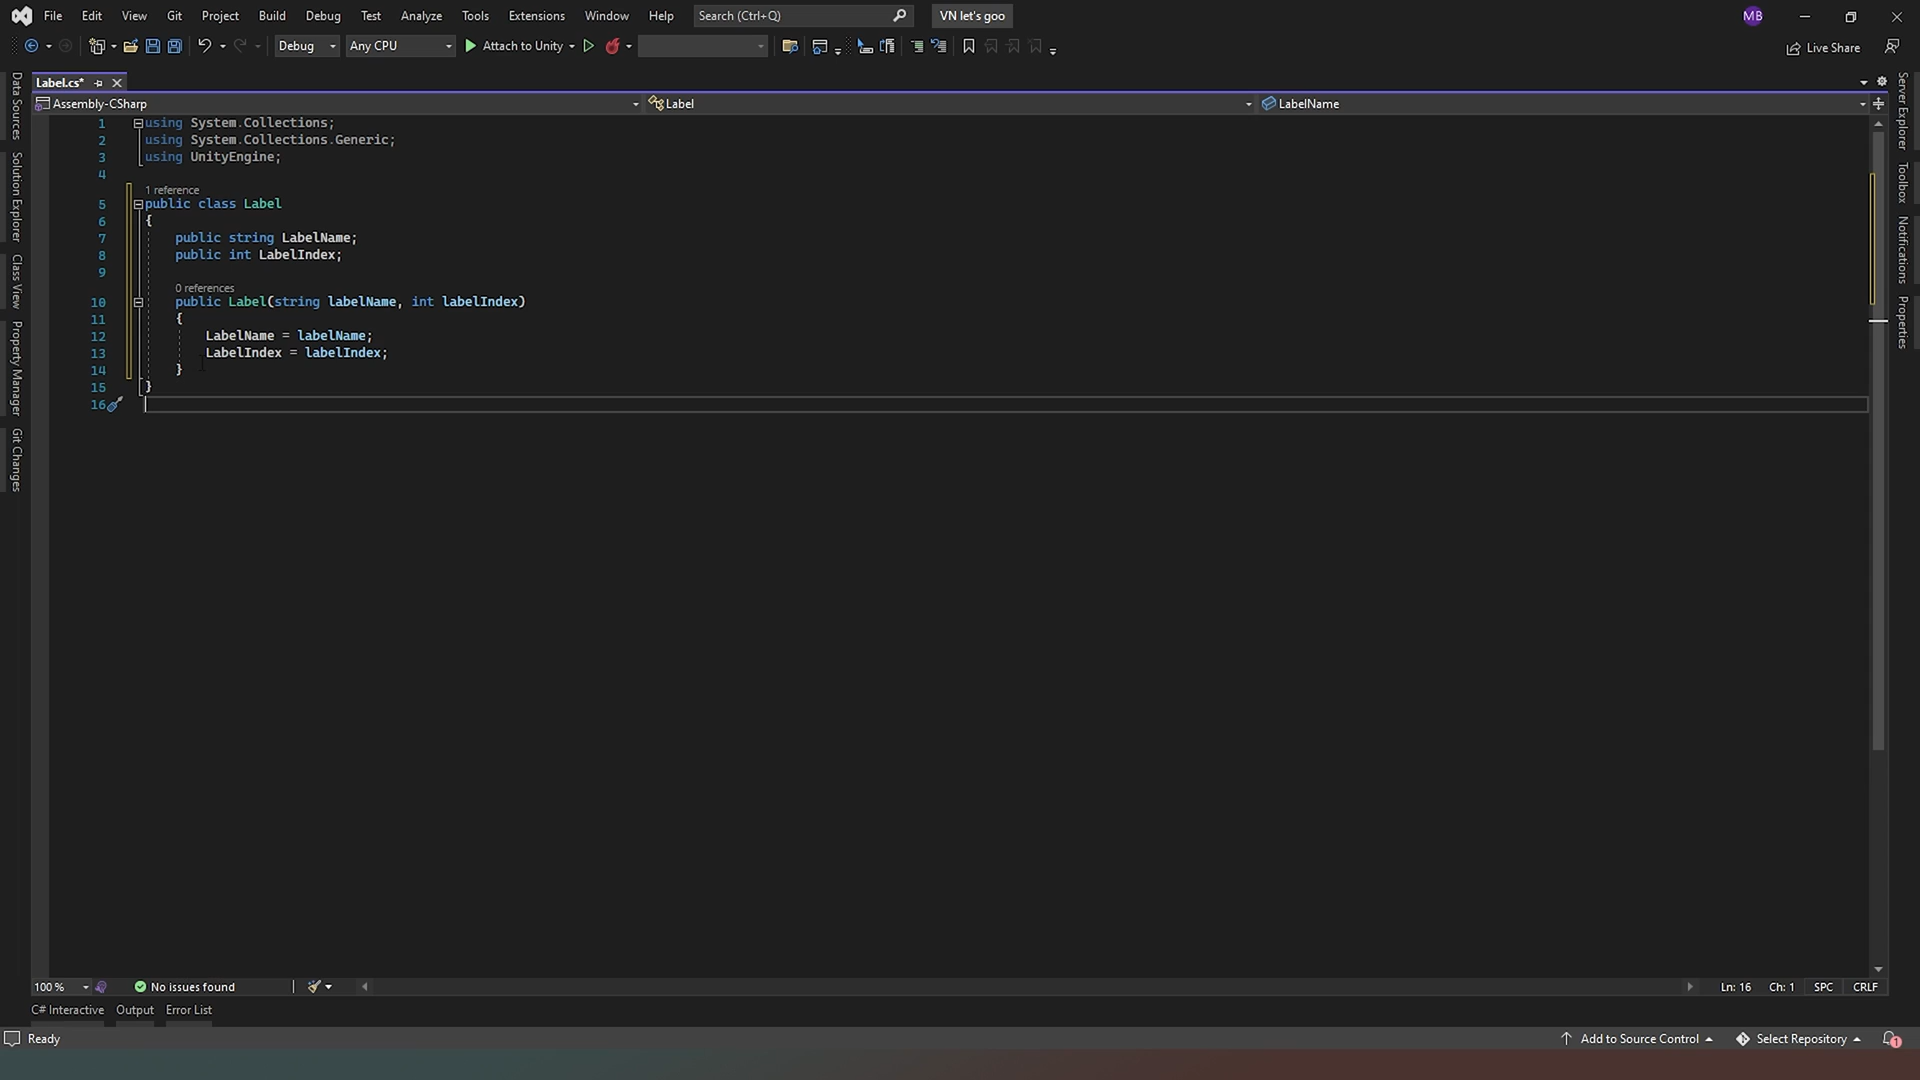 File Edit View Git Project Build Debug Test Analyze Tools Extensions Window Help Search (Ctrl+Q) VN let's goo MB
Debug Any CPU Attach to Unity Live Share
Label.cs*
Assembly-CSharp Label LabelName
1 using System.Collections;
2 using System.Collections.Generic;
3 using UnityEngine;
4
1 reference
5 public class Label
6 {
7 public string LabelName;
8 public int LabelIndex;
9
0 references
10 public Label(string labelName, int labelIndex)
11 {
12 LabelName = labelName;
13 LabelIndex = labelIndex;
14 }
15 }
16
Data Sources
Solution Explorer
Class View
Property Manager
Git Changes
Server Explorer
Toolbox
Notifications
Properties
100 % No issues found Ln: 16 Ch: 1 SPC CRLF
C# Interactive Output Error List
Ready Add to Source Control Select Repository 1